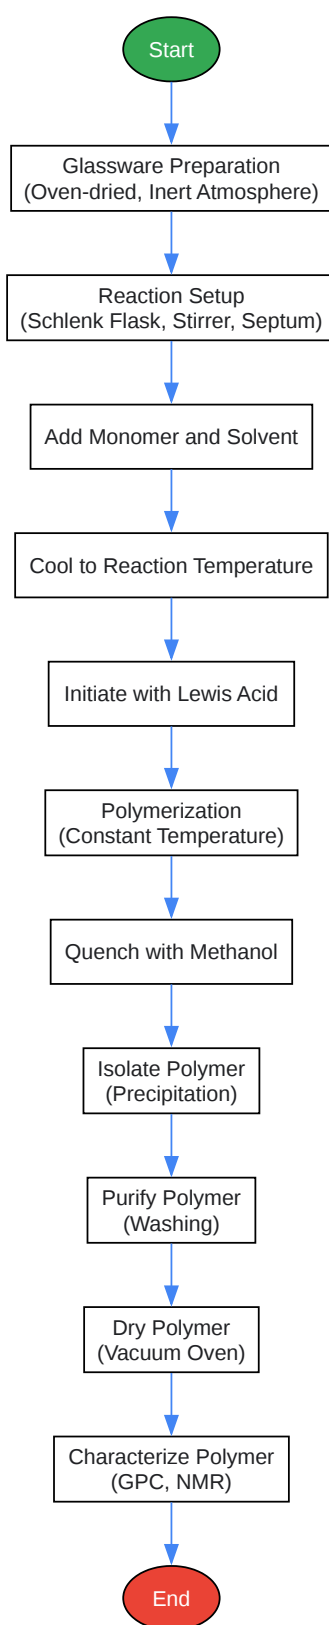 Start
Glassware Preparation
(Oven-dried, Inert Atmosphere)
Reaction Setup
(Schlenk Flask, Stirrer, Septum)
Add Monomer and Solvent
Cool to Reaction Temperature
Initiate with Lewis Acid
Polymerization
(Constant Temperature)
Quench with Methanol
Isolate Polymer
(Precipitation)
Purify Polymer
(Washing)
Dry Polymer
(Vacuum Oven)
Characterize Polymer
(GPC, NMR)
End